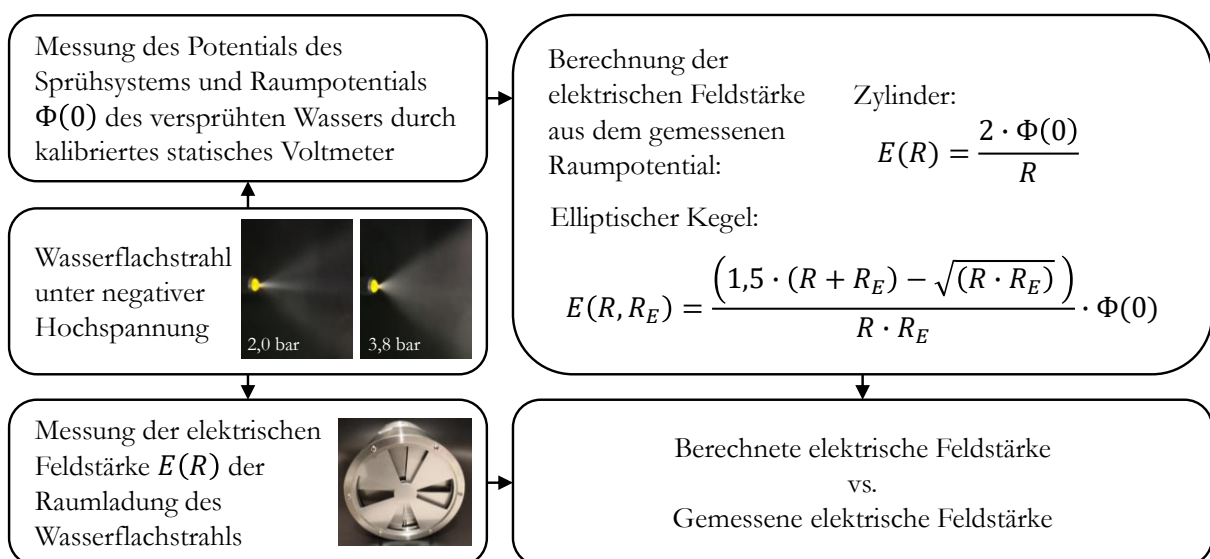 Messung des Potentials des
Sprühsystems und Raumpotentials
Φ(0) des versprühten Wassers durch
kalibriertes statisches Voltmeter
Berechnung der
elektrischen Feldstärke
aus dem gemessenen
Raumpotential:
Zylinder:
E(R) = 2 · Φ(0) / R
Elliptischer Kegel:
E(R, R_E) = (1,5 · (R + R_E) − √(R · R_E)) / R · R_E · Φ(0)
Wasserflachstrahl
unter negativer
Hochspannung
2,0 bar
3,8 bar
Messung der elektrischen
Feldstärke E(R) der
Raumladung des
Wasserflachstrahls
Berechnete elektrische Feldstärke
vs.
Gemessene elektrische Feldstärke